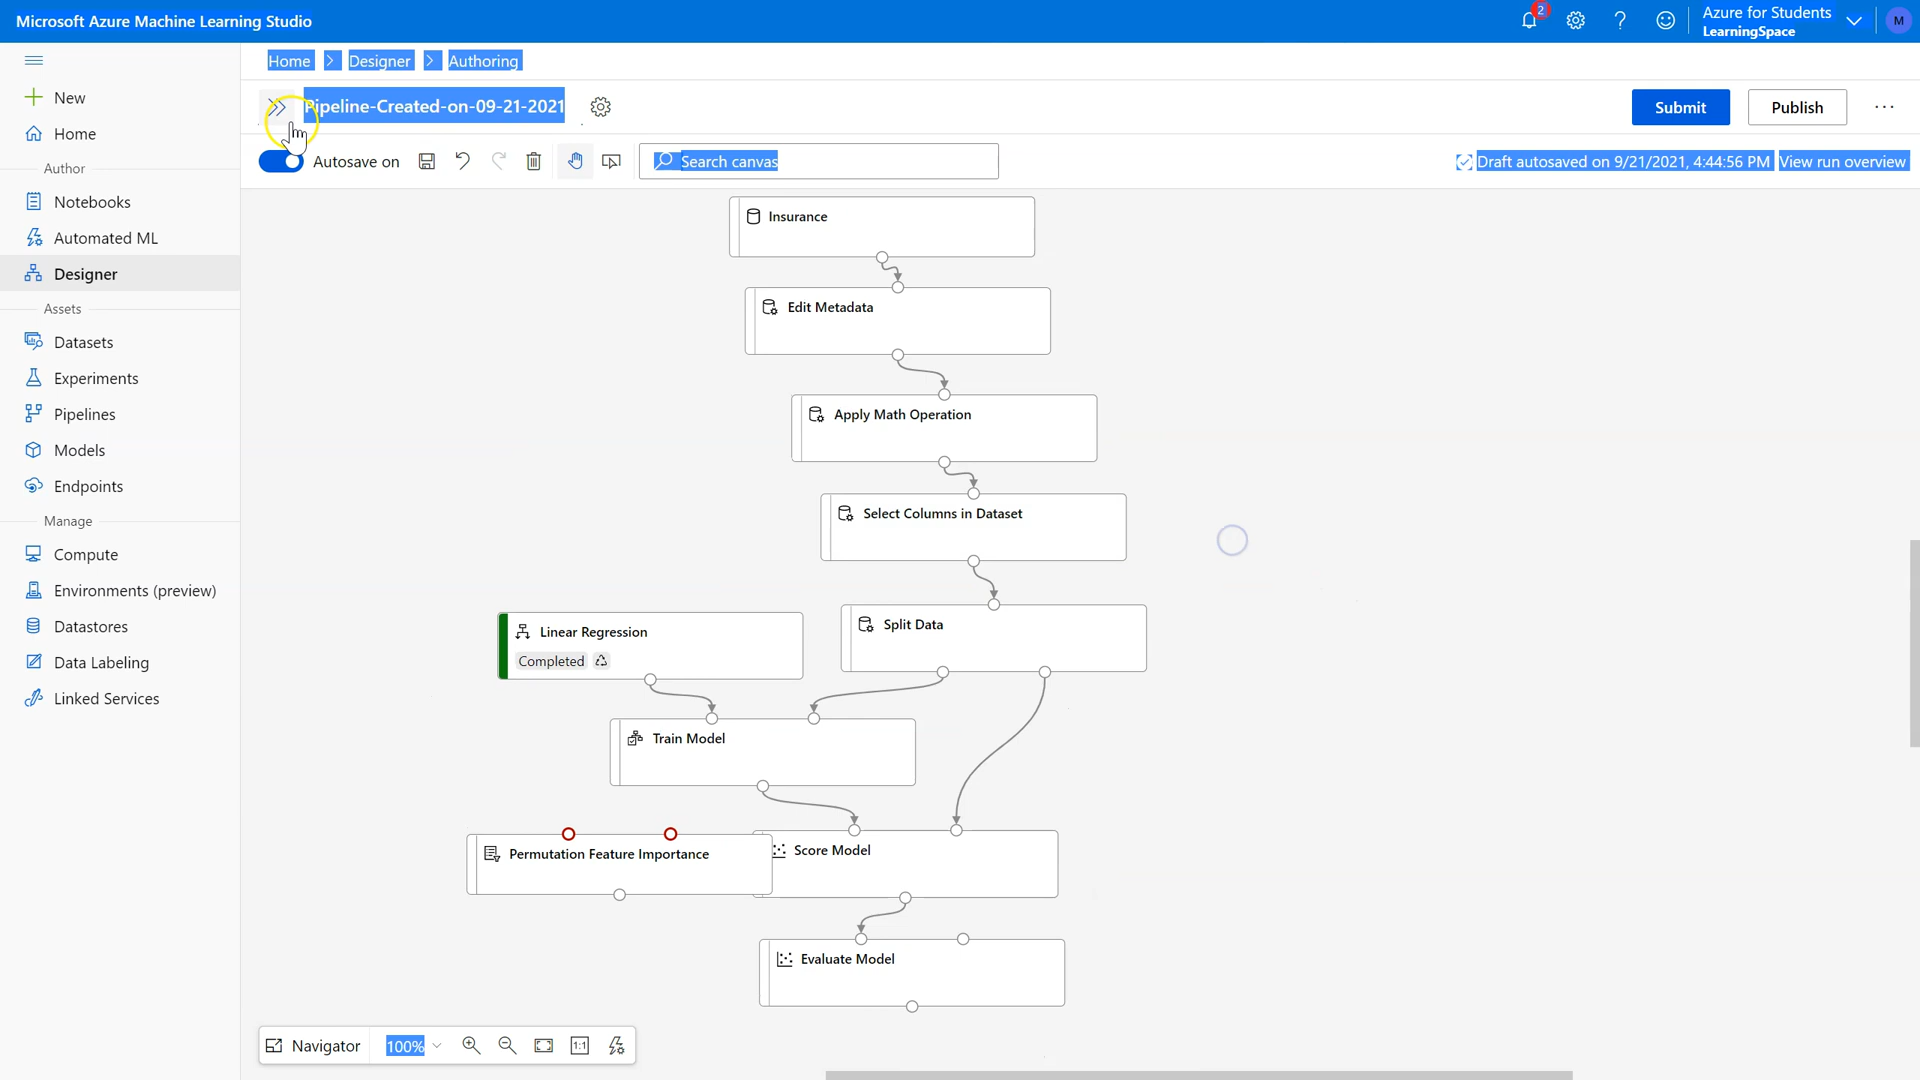 Microsoft Azure Machine Learning Studio
2
Azure for Students
LearningSpace
M
Home > Designer > Authoring
New
Home
Author
Notebooks
Automated ML
Designer
Assets
Datasets
Experiments
Pipelines
Models
Endpoints
Manage
Compute
Environments (preview)
Datastores
Data Labeling
Linked Services
Pipeline-Created-on-09-21-2021
Submit
Publish
Autosave on
Search canvas
Draft autosaved on 9/21/2021, 4:44:56 PM
View run overview
Insurance
Edit Metadata
Apply Math Operation
Select Columns in Dataset
Linear Regression
Completed
Split Data
Train Model
Permutation Feature Importance
Score Model
Evaluate Model
Navigator
100%
1:1